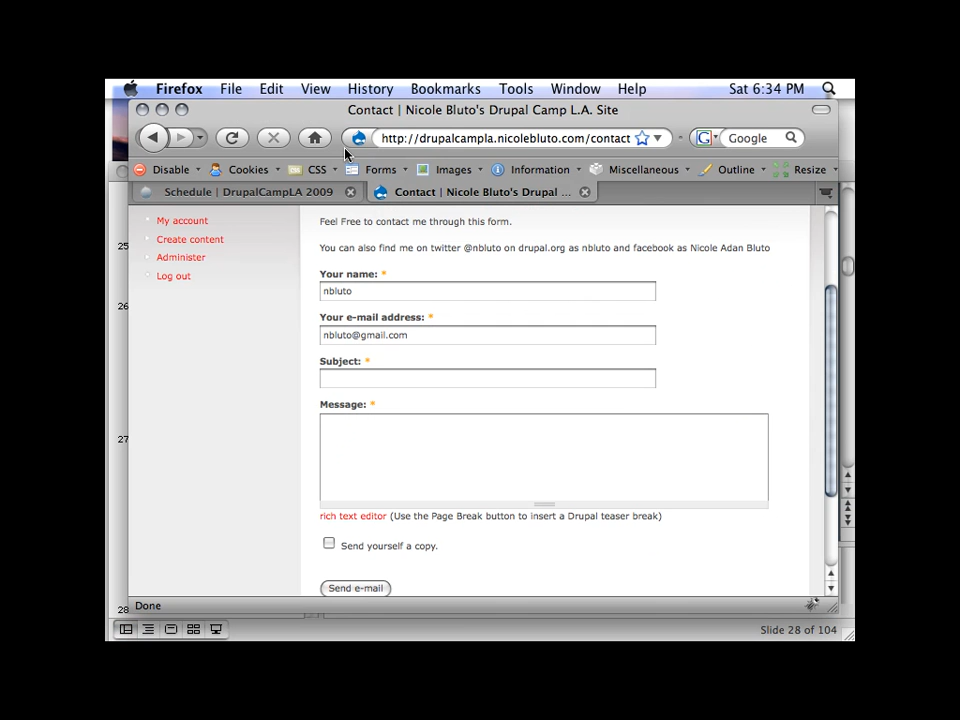 Firefox File Edit View History Bookmarks Tools Window Help Sat 6:34 PM
Contact | Nicole Bluto's Drupal Camp L.A. Site
http://drupalcampla.nicolebluto.com/contact Google
Disable Cookies CSS Forms Images Information Miscellaneous Outline Resize
Schedule | DrupalCampLA 2009 Contact | Nicole Bluto's Drupal ...
My account
Create content
Administer
Log out
Feel Free to contact me through this form.
You can also find me on twitter @nbluto on drupal.org as nbluto and facebook as Nicole Adan Bluto
Your name: *
nbluto
Your e-mail address: *
nbluto@gmail.com
Subject: *
Message: *
rich text editor (Use the Page Break button to insert a Drupal teaser break)
Send yourself a copy.
Send e-mail
Done
25
26
27
28
Slide 28 of 104